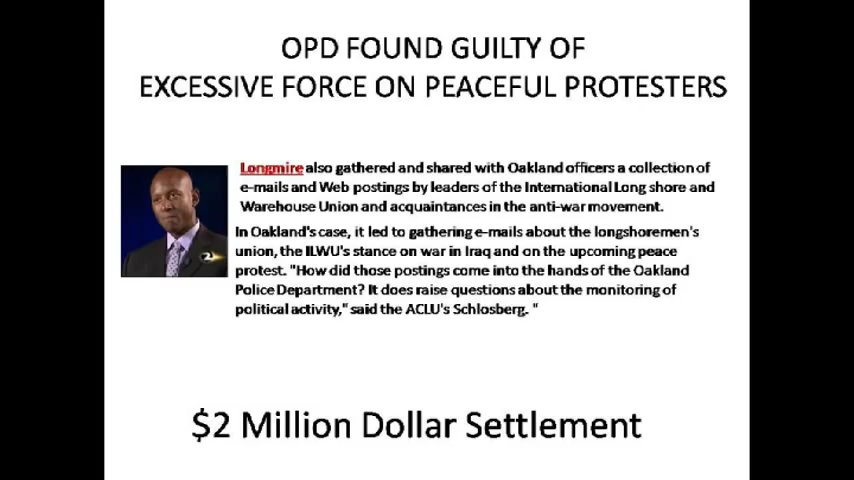 OPD FOUND GUILTY OF
EXCESSIVE FORCE ON PEACEFUL PROTESTERS
Longmire also gathered and shared with Oakland officers a collection of
e-mails and Web postings by leaders of the International Long shore and
Warehouse Union and acquaintances in the anti-war movement.
In Oakland's case, it led to gathering e-mails about the longshoremen's
union, the ILWU's stance on war in Iraq and on the upcoming peace
protest. "How did those postings come into the hands of the Oakland
Police Department? It does raise questions about the monitoring of
political activity," said the ACLU's Schlosberg. "
$2 Million Dollar Settlement